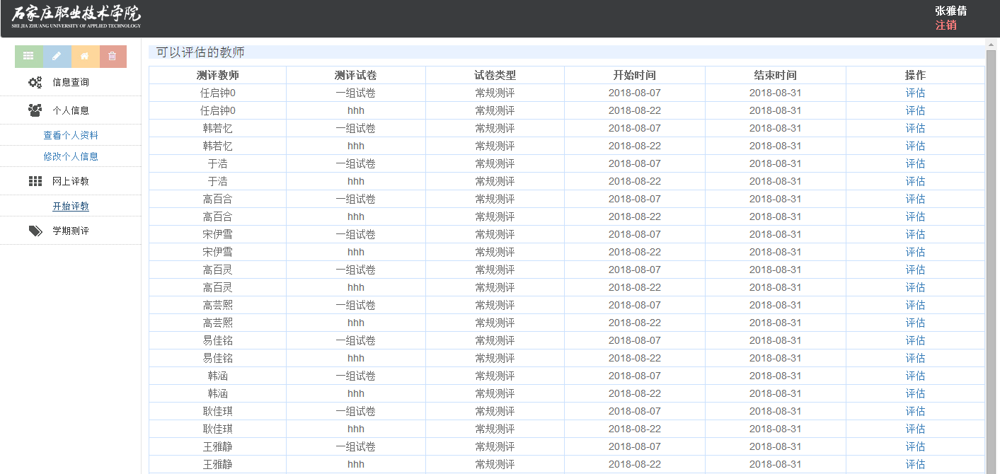 石家庄职业技术学院
SHI JIA ZHUANG UNIVERSITY OF APPLIED TECHNOLOGY
张雅倩
注销
信息查询
个人信息
查看个人资料
修改个人信息
网上评教
开始评教
学期测评
可以评估的教师
测评教师 测评试卷 试卷类型 开始时间 结束时间 操作
任启钟0 一组试卷 常规测评 2018-08-07 2018-08-31 评估
任启钟0 hhh 常规测评 2018-08-22 2018-08-31 评估
韩若忆 一组试卷 常规测评 2018-08-07 2018-08-31 评估
韩若忆 hhh 常规测评 2018-08-22 2018-08-31 评估
于浩 一组试卷 常规测评 2018-08-07 2018-08-31 评估
于浩 hhh 常规测评 2018-08-22 2018-08-31 评估
高百合 一组试卷 常规测评 2018-08-07 2018-08-31 评估
高百合 hhh 常规测评 2018-08-22 2018-08-31 评估
宋伊雪 一组试卷 常规测评 2018-08-07 2018-08-31 评估
宋伊雪 hhh 常规测评 2018-08-22 2018-08-31 评估
高百灵 一组试卷 常规测评 2018-08-07 2018-08-31 评估
高百灵 hhh 常规测评 2018-08-22 2018-08-31 评估
高芸熙 一组试卷 常规测评 2018-08-07 2018-08-31 评估
高芸熙 hhh 常规测评 2018-08-22 2018-08-31 评估
易佳铭 一组试卷 常规测评 2018-08-07 2018-08-31 评估
易佳铭 hhh 常规测评 2018-08-22 2018-08-31 评估
韩涵 一组试卷 常规测评 2018-08-07 2018-08-31 评估
韩涵 hhh 常规测评 2018-08-22 2018-08-31 评估
耿佳琪 一组试卷 常规测评 2018-08-07 2018-08-31 评估
耿佳琪 hhh 常规测评 2018-08-22 2018-08-31 评估
王雅静 一组试卷 常规测评 2018-08-07 2018-08-31 评估
王雅静 hhh 常规测评 2018-08-22 2018-08-31 评估